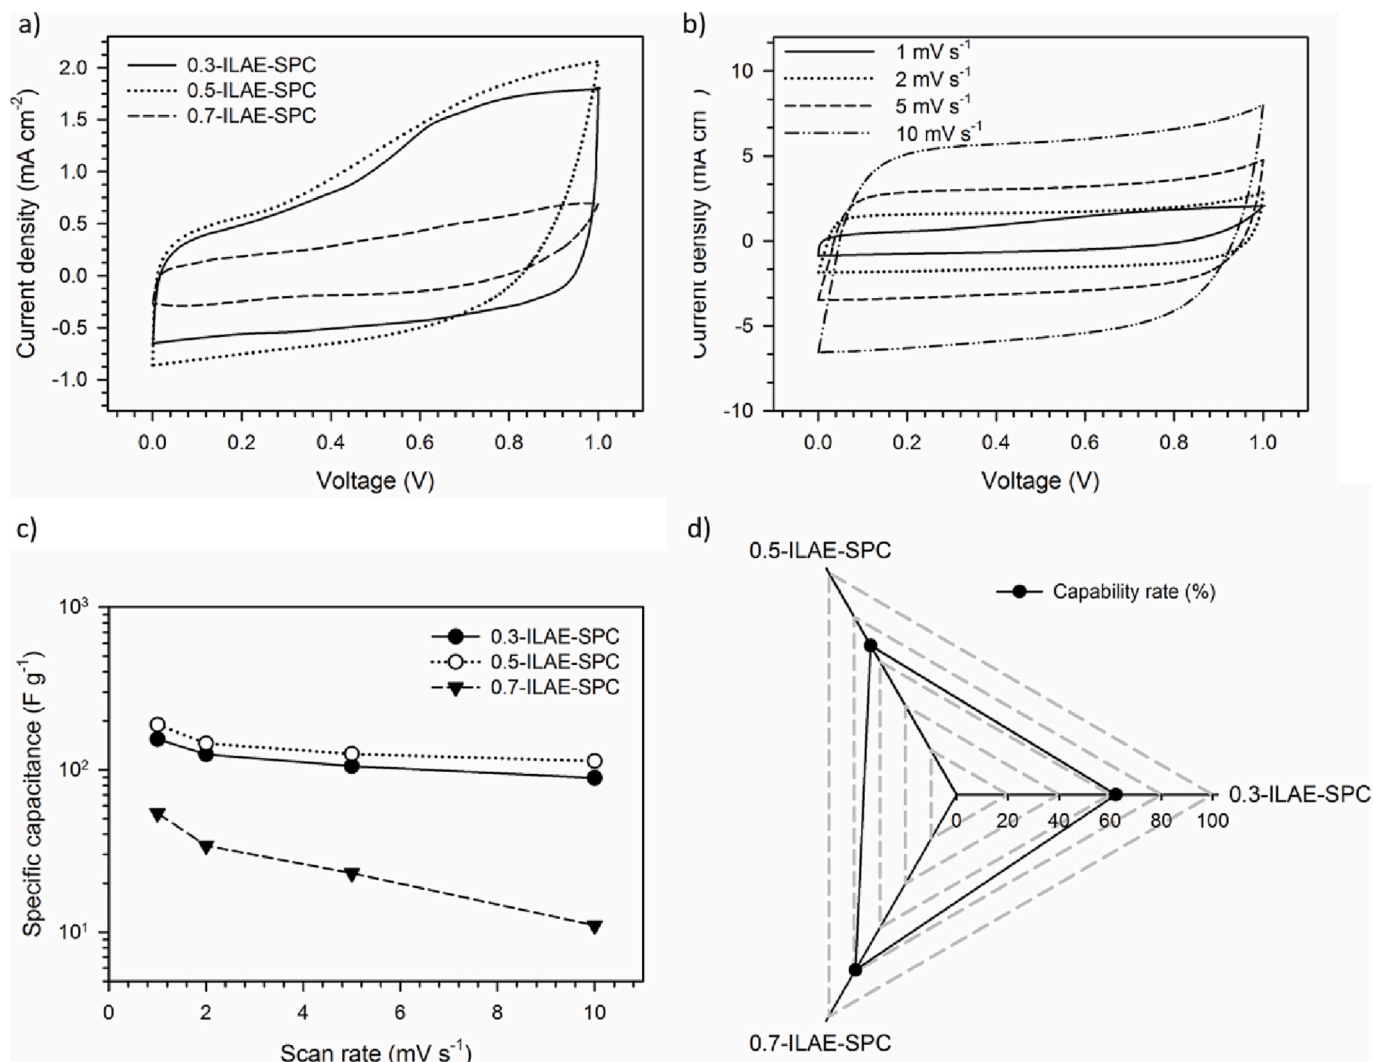 a)
Current density (mA cm⁻²)
2.0
1.5
1.0
0.5
0.0
-0.5
-1.0
0.3-ILAE-SPC
0.5-ILAE-SPC
0.7-ILAE-SPC
0.0 0.2 0.4 0.6 0.8 1.0
Voltage (V)
b)
Current density (mA cm
10
5
0
-5
-10
1 mV s⁻¹
2 mV s⁻¹
5 mV s⁻¹
10 mV s⁻¹
0.0 0.2 0.4 0.6 0.8 1.0
Voltage (V)
c)
Specific capacitance (F g⁻¹)
10³
10²
10¹
0.3-ILAE-SPC
0.5-ILAE-SPC
0.7-ILAE-SPC
0 2 4 6 8 10
Scan rate (mV s⁻¹)
d)
0.5-ILAE-SPC
Capability rate (%)
0.3-ILAE-SPC
0 20 40 60 80 100
0.7-ILAE-SPC